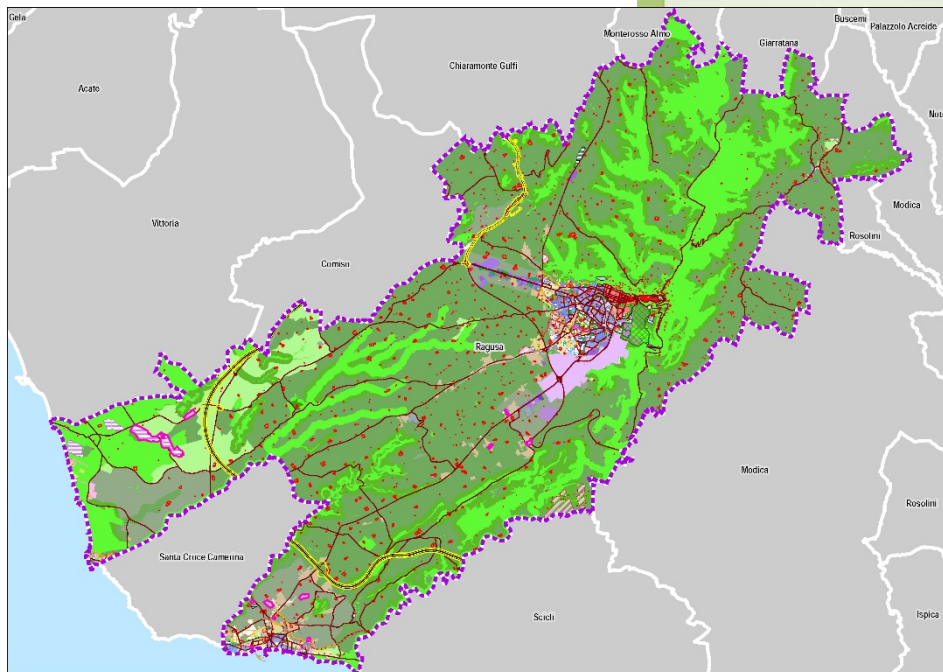 Gela
Buscemi
Palazzolo Acreide
Monterosso Almo
Giarratana
Chiaramonte Gulfi
Acate
Noto
Modica
Vittoria
Rosolini
Comiso
Ragusa
Modica
Rosolini
Santa Croce Camerina
Scicli
Ispica